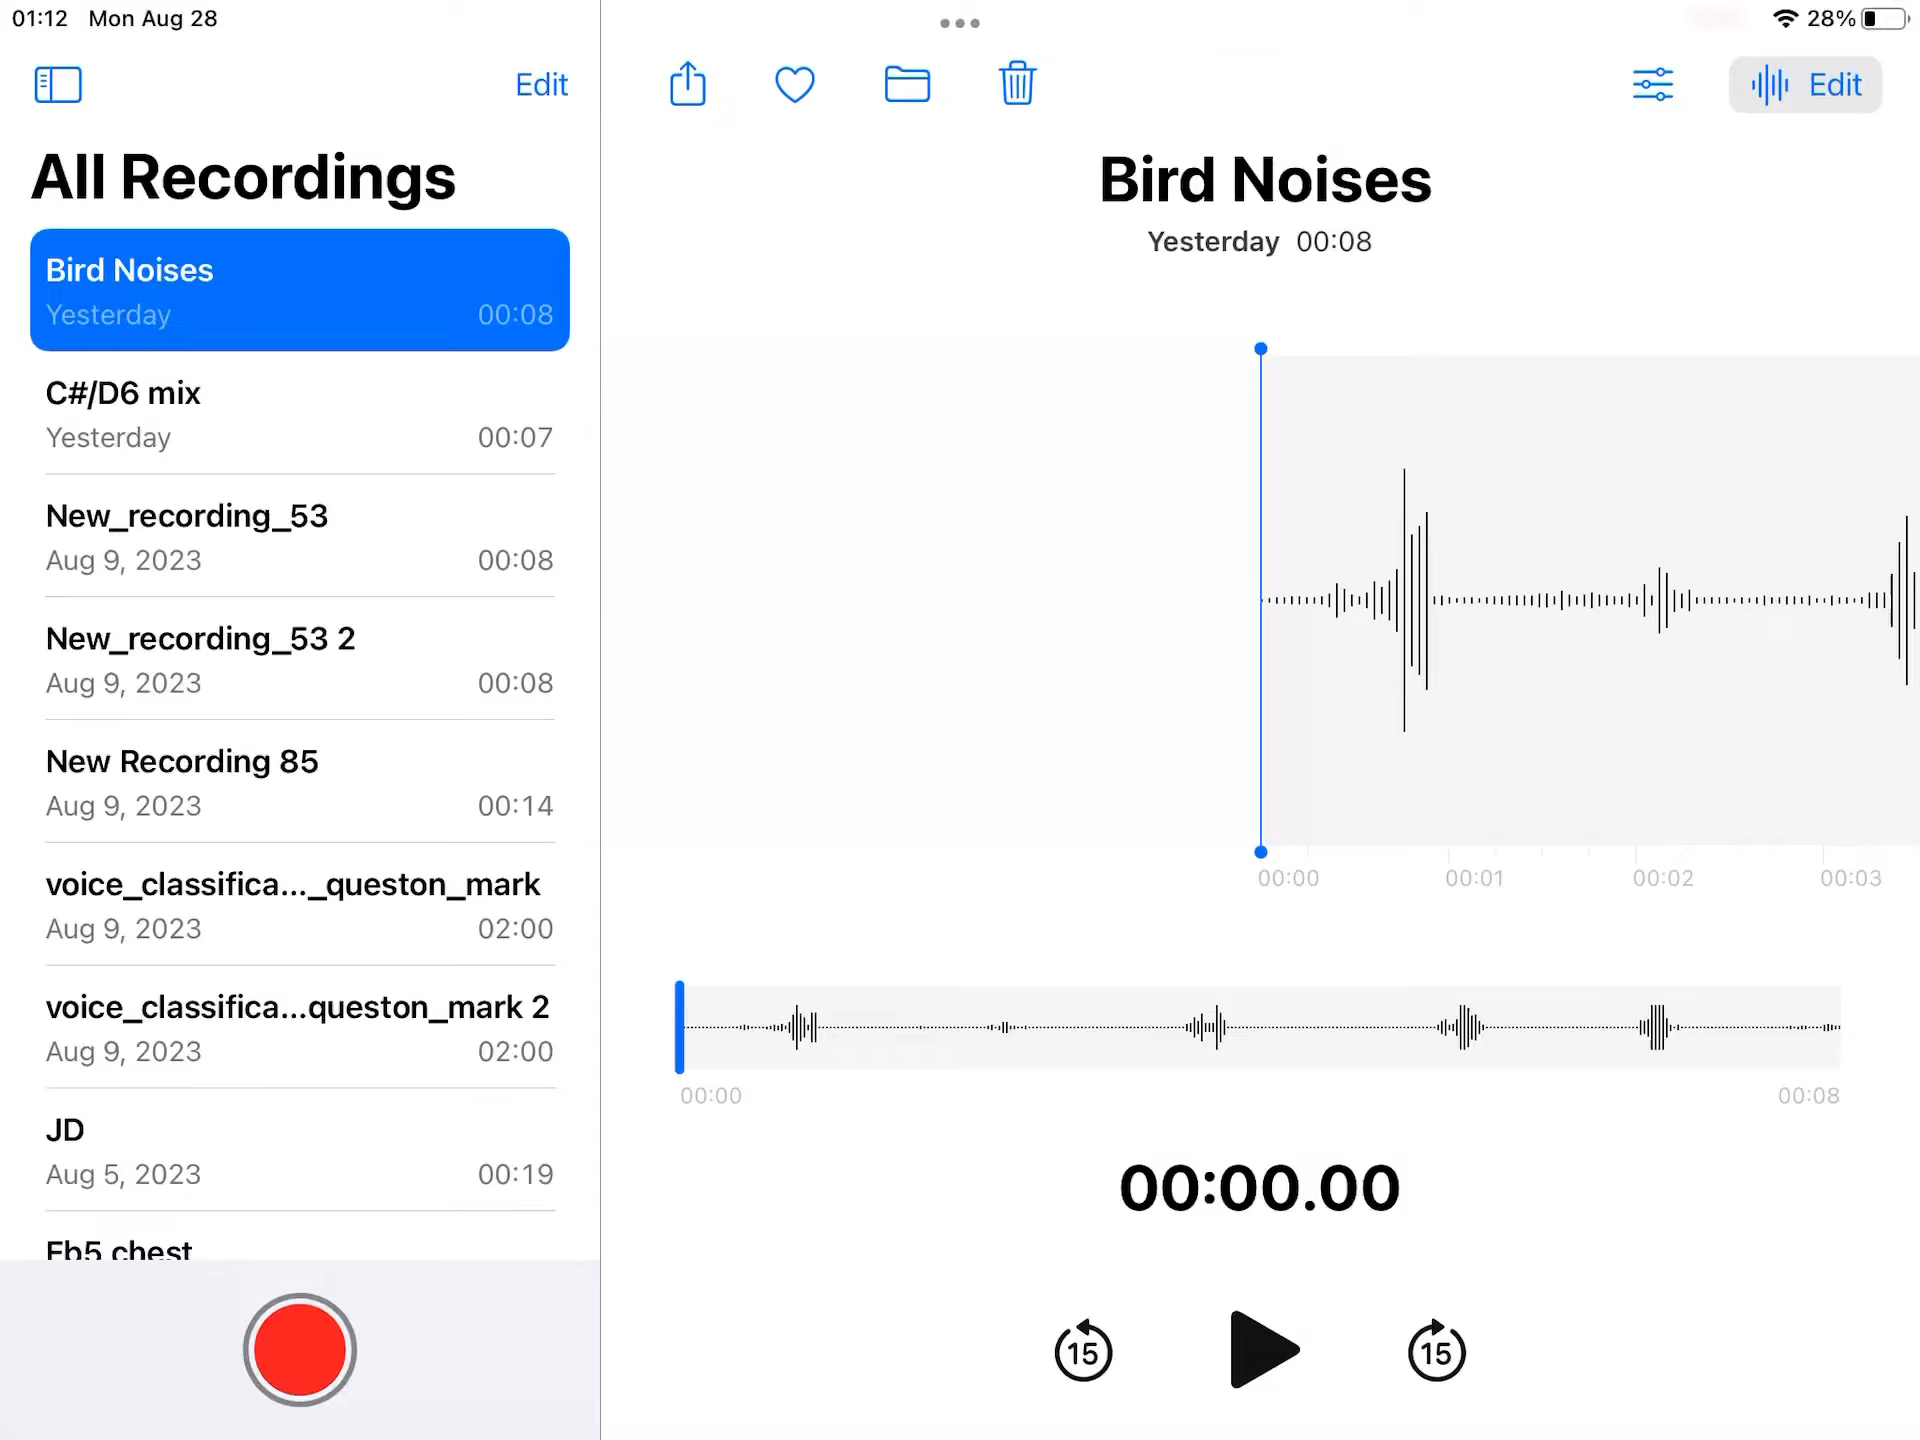 01:12 Mon Aug 28
28%
Edit
All Recordings
Bird Noises
Yesterday 00:08
C#/D6 mix
Yesterday 00:07
New_recording_53
Aug 9, 2023 00:08
New_recording_53 2
Aug 9, 2023 00:08
New Recording 85
Aug 9, 2023 00:14
voice_classifica..._queston_mark
Aug 9, 2023 02:00
voice_classifica...queston_mark 2
Aug 9, 2023 02:00
JD
Aug 5, 2023 00:19
Eb5 chest
Edit
Bird Noises
Yesterday 00:08
00:00 00:01 00:02 00:03
00:00 00:08
00:00.00
15 15